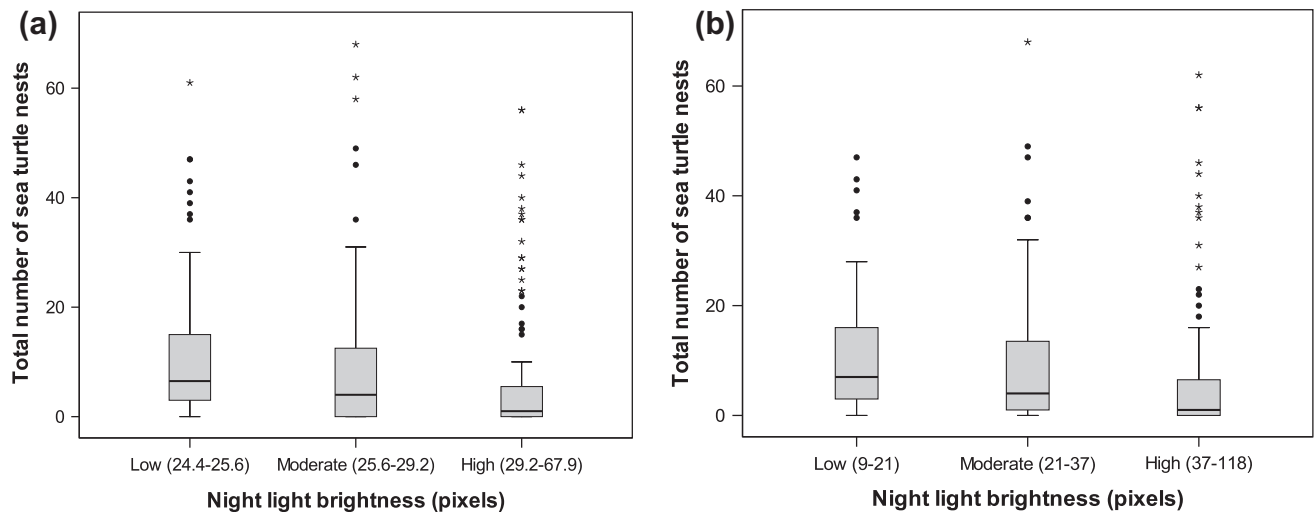 (a)
Total number of sea turtle nests
60
40
20
0
Low (24.4-25.6) Moderate (25.6-29.2) High (29.2-67.9)
Night light brightness (pixels)
(b)
Total number of sea turtle nests
60
40
20
0
Low (9-21) Moderate (21-37) High (37-118)
Night light brightness (pixels)